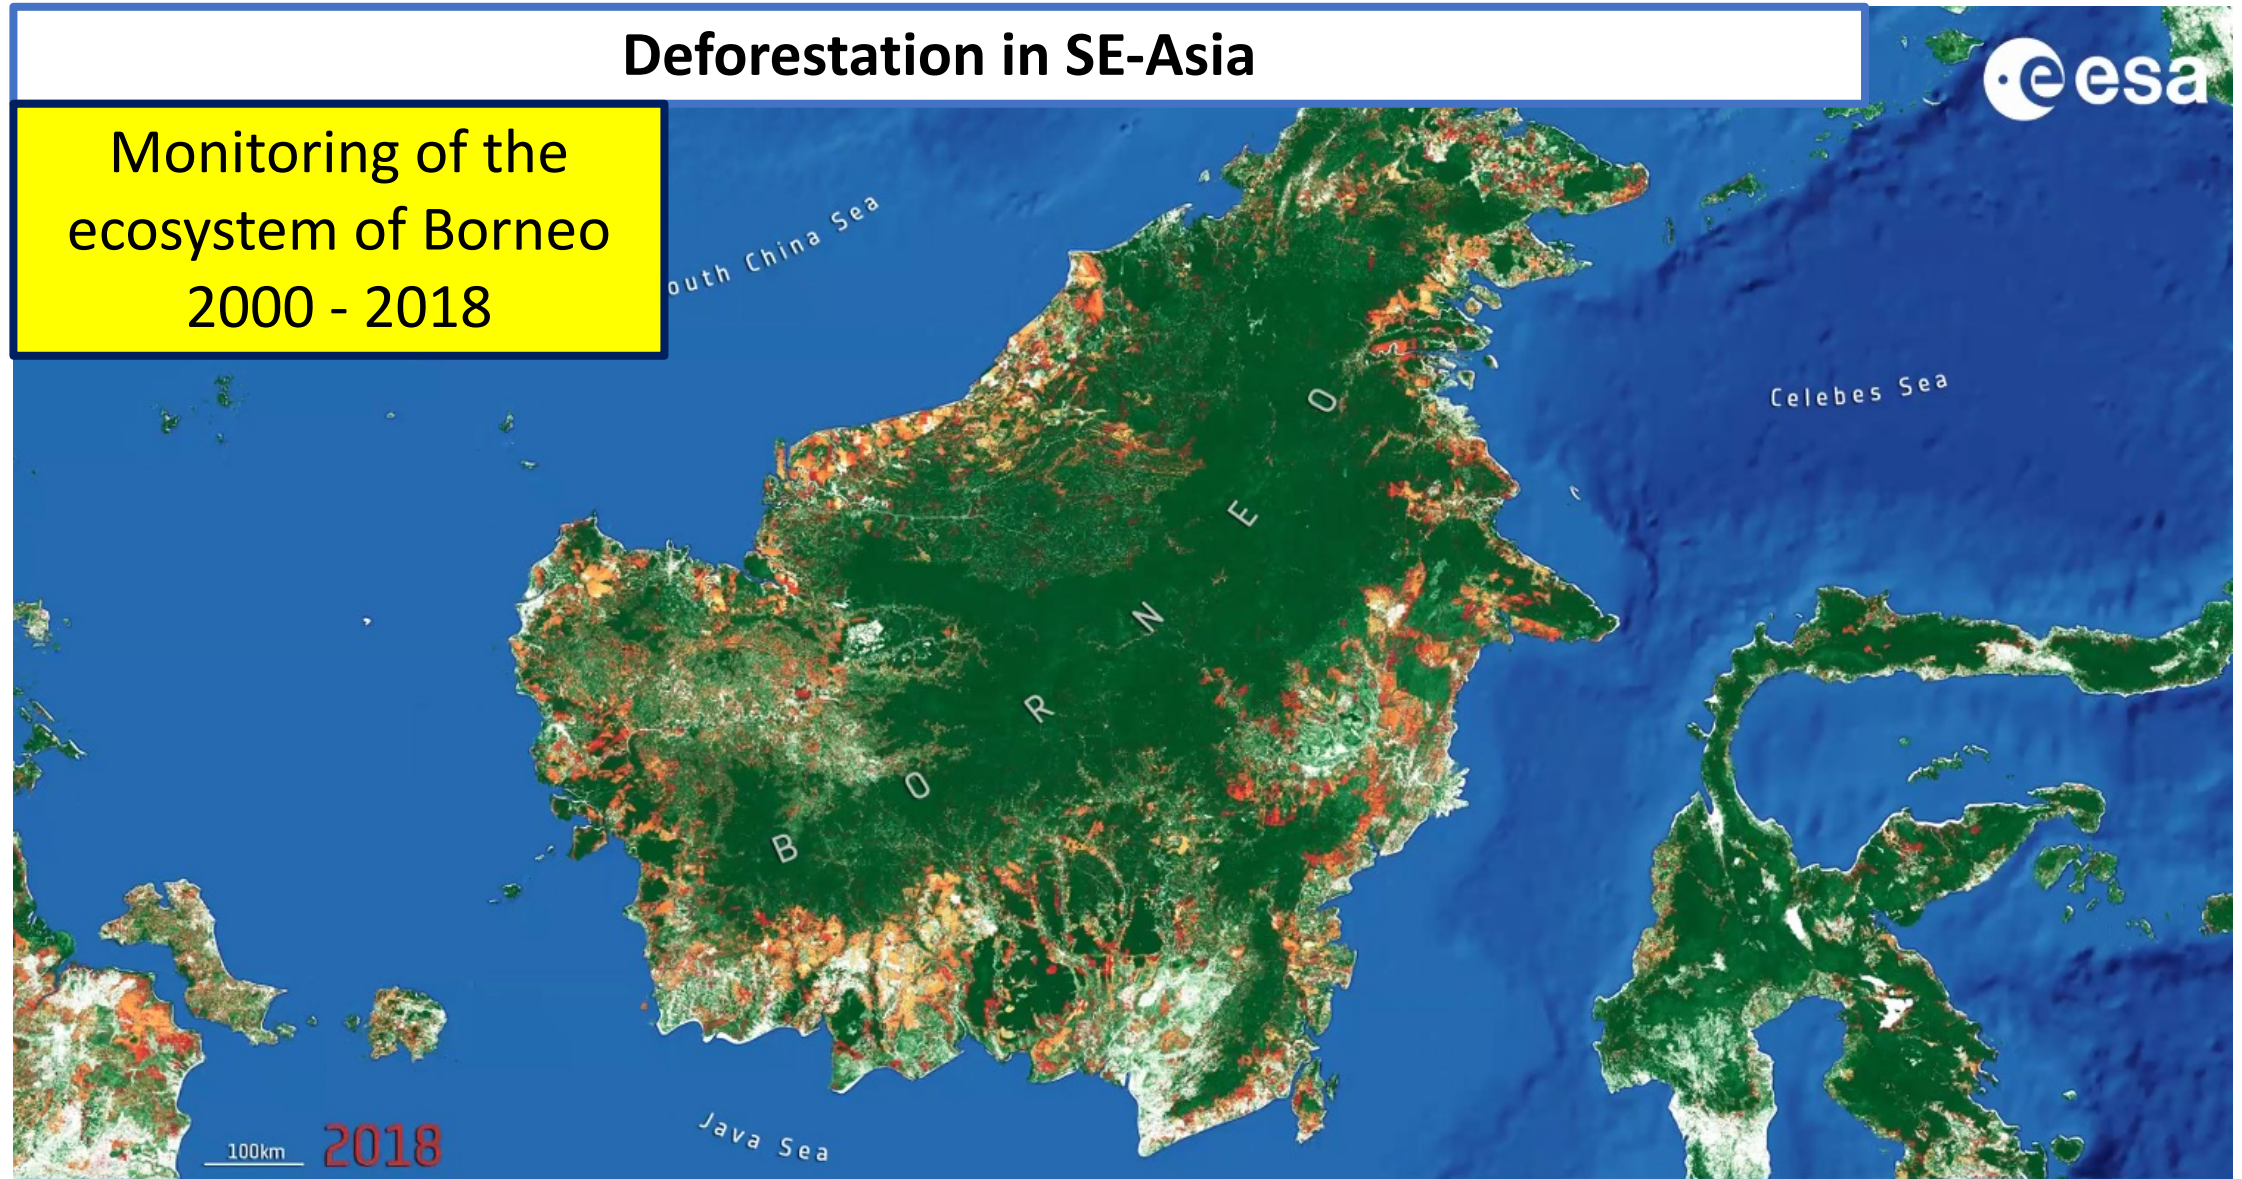 Deforestation in SE-Asia
esa
Monitoring of the
ecosystem of Borneo
2000 - 2018
outh China Sea
Celebes Sea
BORNEO
Java Sea
100km
2018